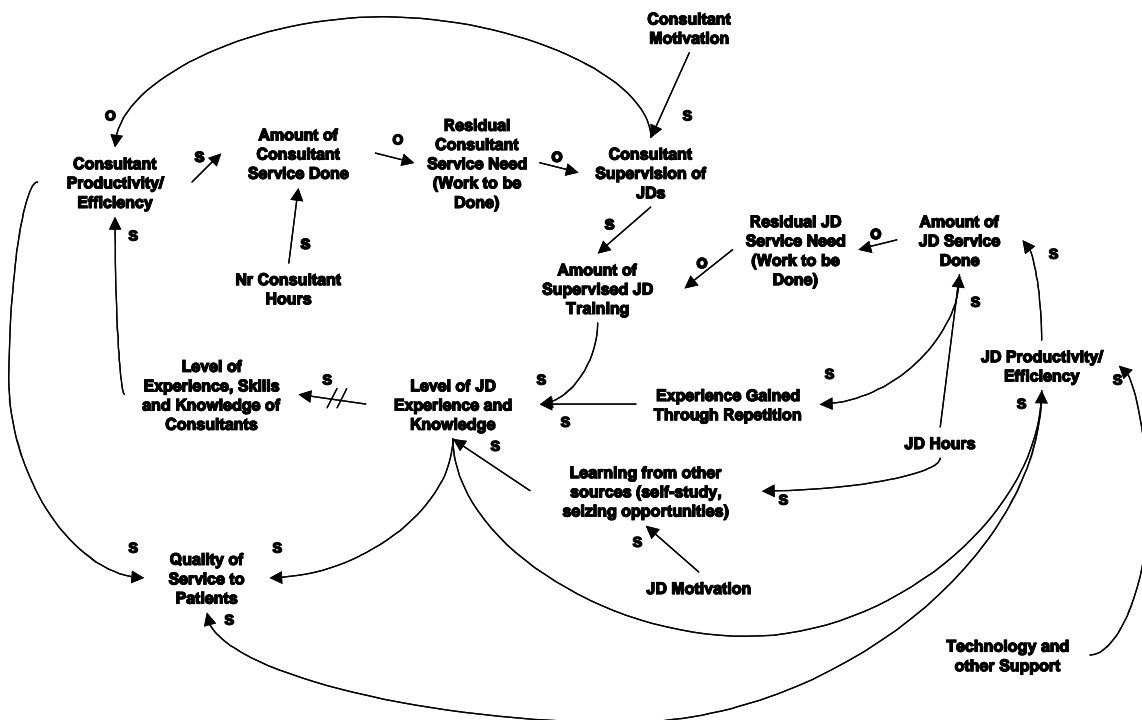 Consultant
Motivation
o
s
Amount of
Consultant
Service Done
o
Residual
Consultant
Service Need
(Work to be
Done)
o
Consultant
Supervision of
JDs
Consultant
Productivity/
Efficiency
s
s
s
Nr Consultant
Hours
s
Amount of
Supervised JD
Training
o
Residual JD
Service Need
(Work to be
Done)
o
Amount of
JD Service
Done
s
s
JD Productivity/
Efficiency
s
s
Level of
Experience, Skills
and Knowledge of
Consultants
s
Level of JD
Experience and
Knowledge
s
s
s
Experience Gained
Through Repetition
s
JD Hours
Learning from other
sources (self-study,
seizing opportunities)
s
s
JD Motivation
s
s
Quality of
Service to
Patients
s
Technology and
other Support